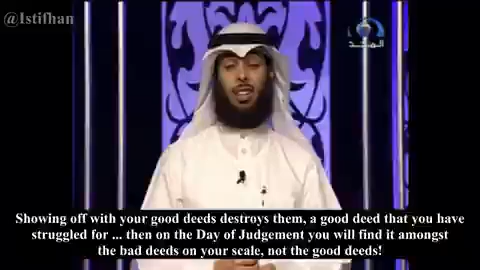 @Istifhan
المجد
Showing off with your good deeds destroys them, a good deed that you have
struggled for ... then on the Day of Judgement you will find it amongst
the bad deeds on your scale, not the good deeds!